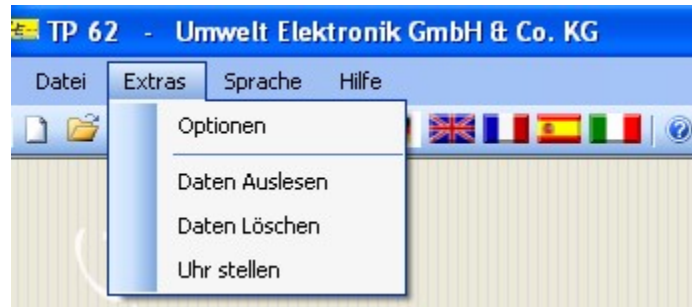 TP 62 - Umwelt Elektronik GmbH & Co. KG
Datei Extras Sprache Hilfe
Optionen
Daten Auslesen
Daten Löschen
Uhr stellen